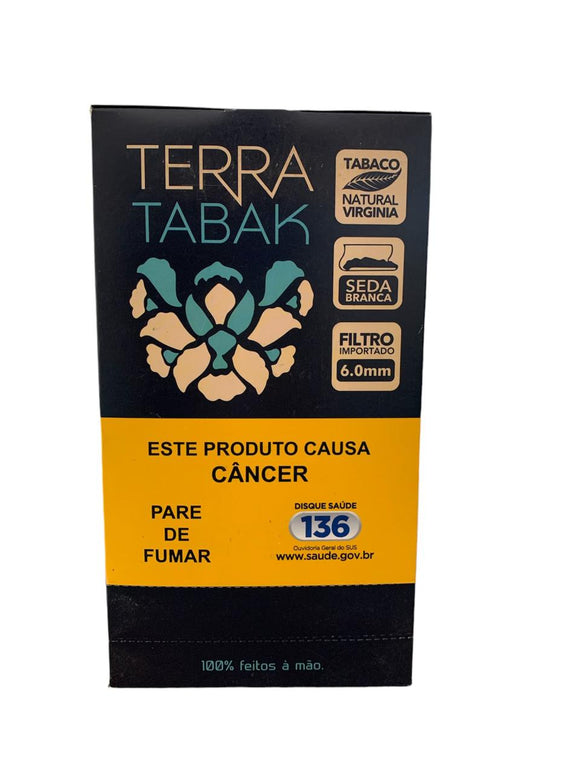 TERRA
TABAK
TABACO
NATURAL
VIRGINIA
SEDA
BRANCA
FILTRO
IMPORTADO
6.0mm
ESTE PRODUTO CAUSA
CÂNCER
PARE
DE
FUMAR
DISQUE SAÚDE
136
Ouvidoria Geral do SUS
www.saude.gov.br
100% feitos à mão.